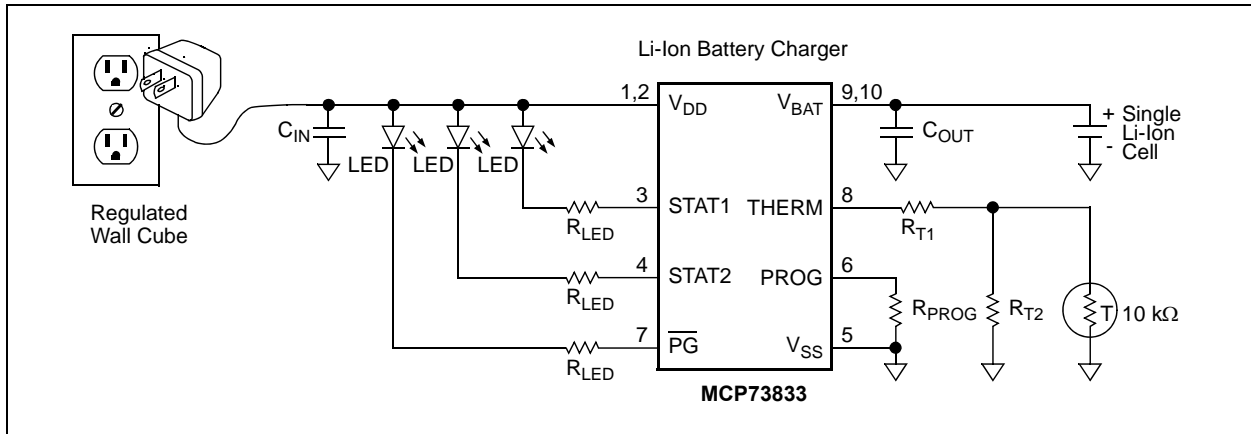 Li-Ion Battery Charger
1,2
VDD
VBAT
9,10
CIN
COUT
+ Single
- Li-Ion
Cell
LED
LED
LED
Regulated
Wall Cube
3
STAT1
THERM
8
RLED
RT1
4
STAT2
PROG
6
RLED
RPROG
RT2
T
10 kΩ
7
PG
VSS
5
RLED
MCP73833